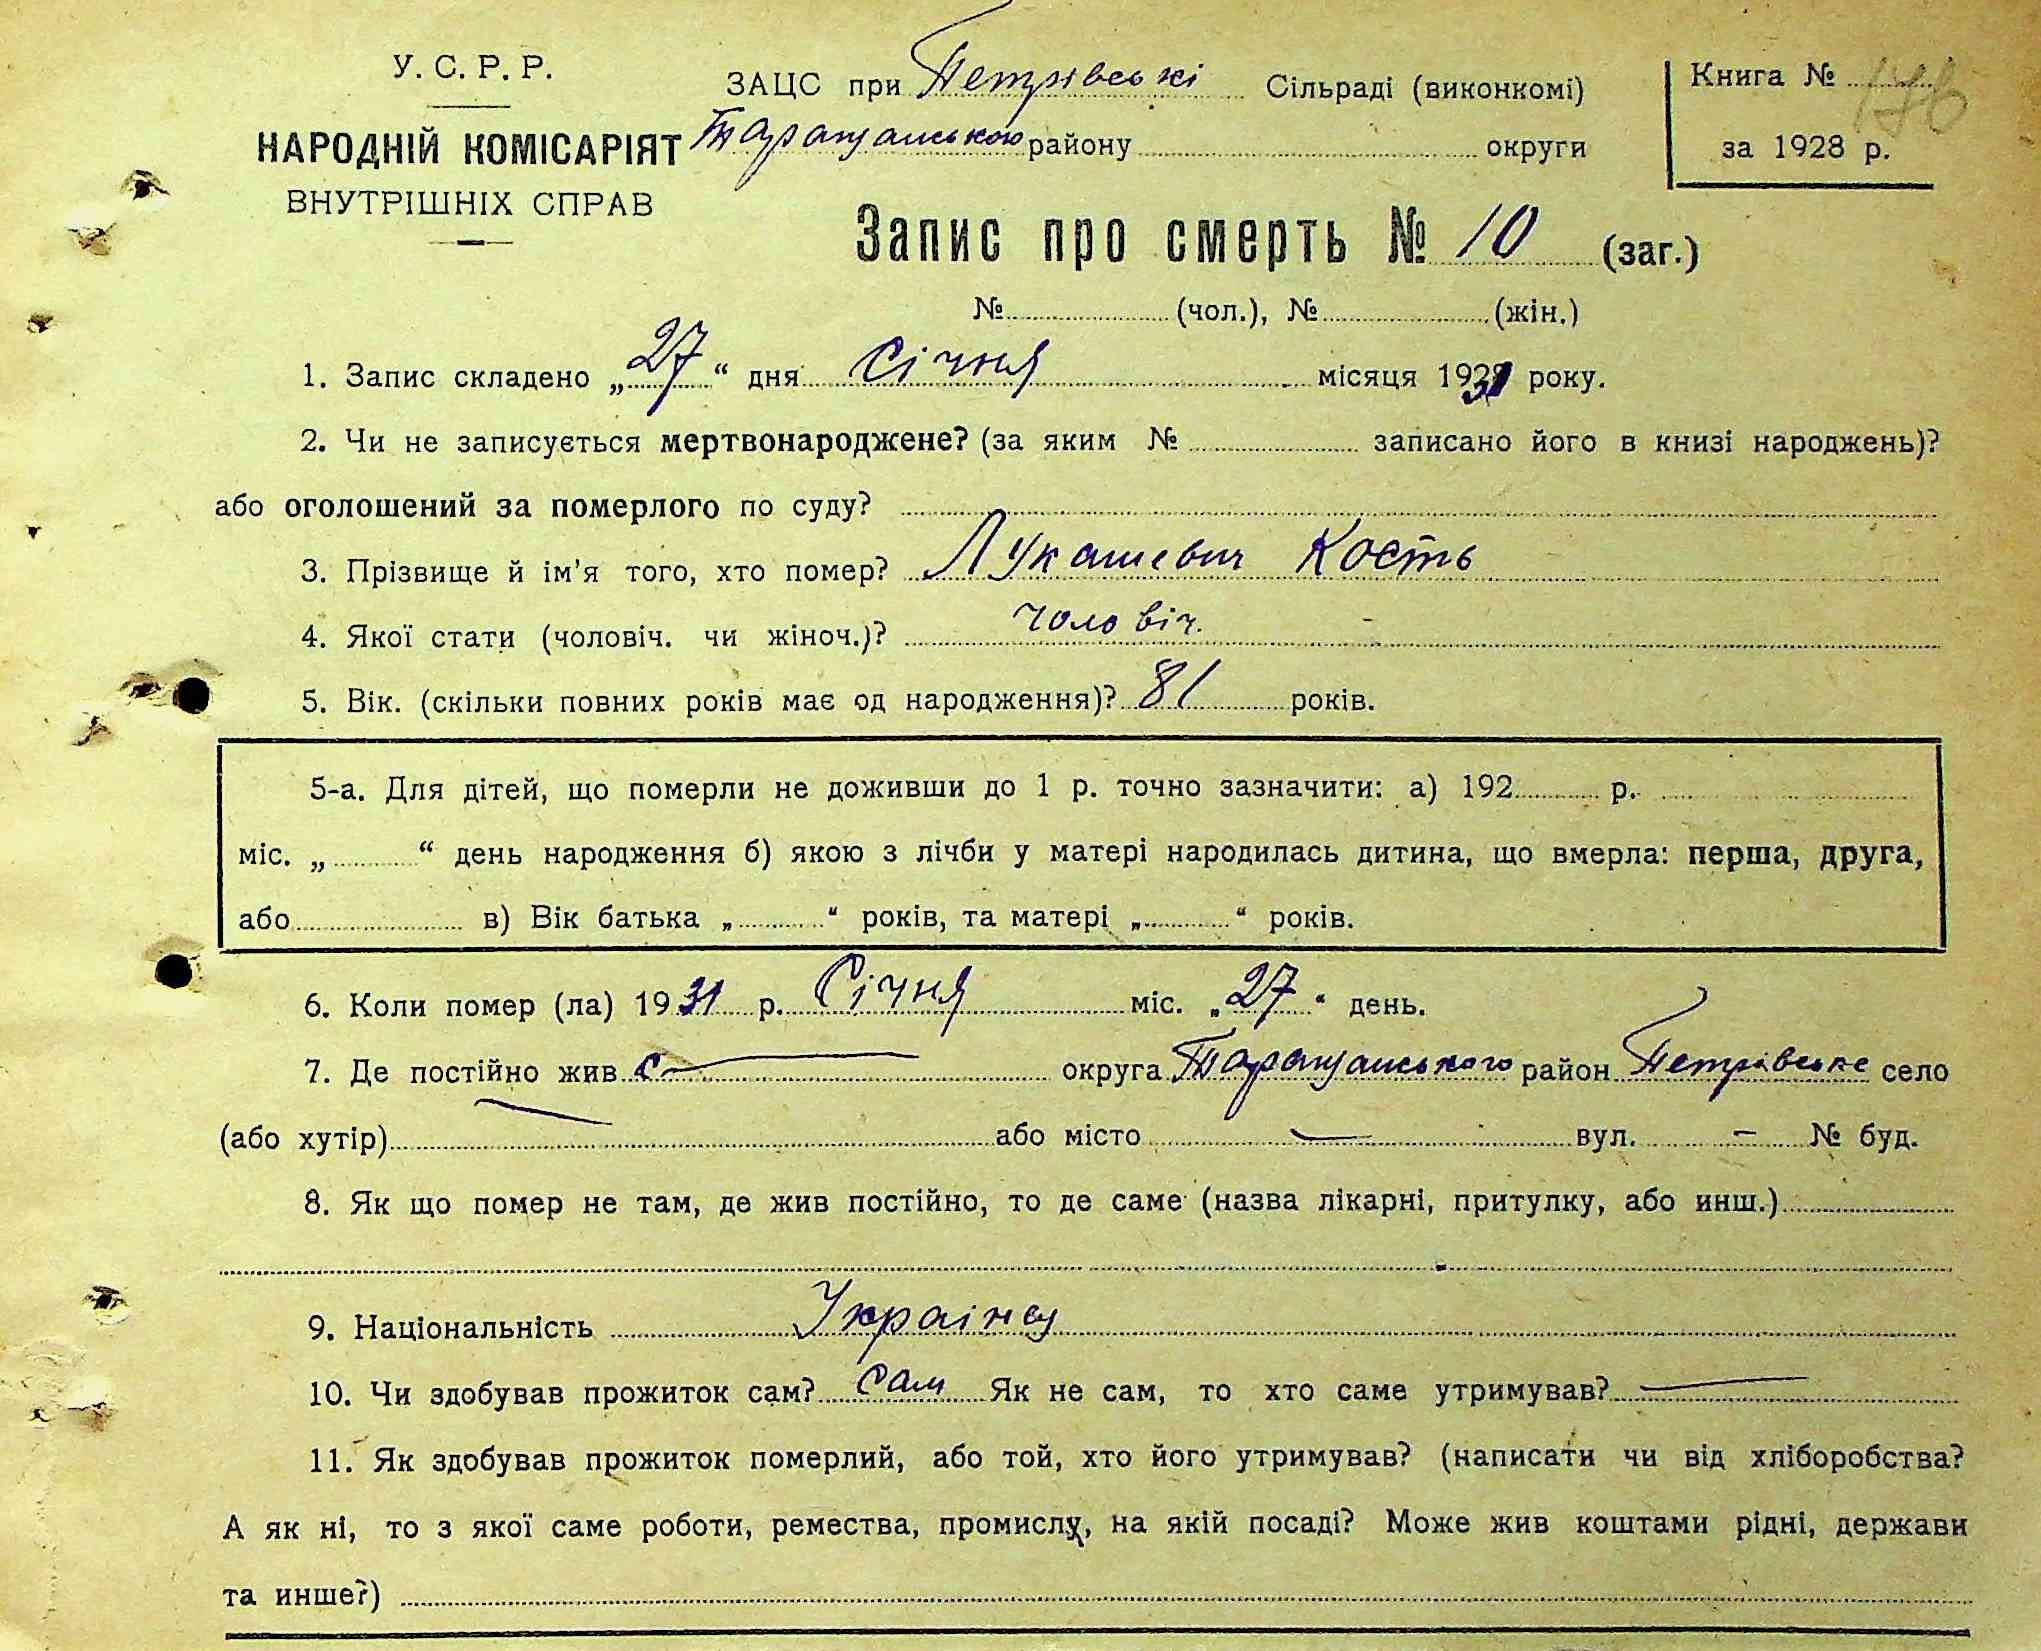 У. С. Р. Р.
НАРОДНІЙ КОМІСАРІЯТ
ВНУТРІШНІХ СПРАВ
ЗАЦС при Петрівські Сільраді (виконкомі)
Таращанською району округи
Книга №
за 1928 р.
176
Запис про смерть № 10 (заг.)
№ (чол.), № (жін.)
1. Запис складено „27“ дня Січня місяця 1931 року.
2. Чи не записується мертвонароджене? (за яким № записано його в книзі народжень)?
або оголошений за померлого по суду?
3. Прізвище й ім'я того, хто помер? Лукашевич Кость
4. Якої стати (чоловіч. чи жіноч.)? чоловіч.
5. Вік. (скільки повних років має од народження)? 81 років.
5-а. Для дітей, що померли не доживши до 1 р. точно зазначити: а) 192 р.
міс. „ “ день народження б) якою з лічби у матері народилась дитина, що вмерла: перша, друга,
або в) Вік батька „ “ років, та матері „ “ років.
6. Коли помер (ла) 1931 р. Січня міс. „27“ день.
7. Де постійно жив с — округа Таращанського район Петрівське село
(або хутір) — або місто — вул. — № буд.
8. Як що помер не там, де жив постійно, то де саме (назва лікарні, притулку, або инш.)
9. Національність Українец
10. Чи здобував прожиток сам? сам Як не сам, то хто саме утримував? —
11. Як здобував прожиток померлий, або той, хто його утримував? (написати чи від хліборобства?
А як ні, то з якої саме роботи, ремества, промислу, на якій посаді? Може жив коштами рідні, держави
та инше?)